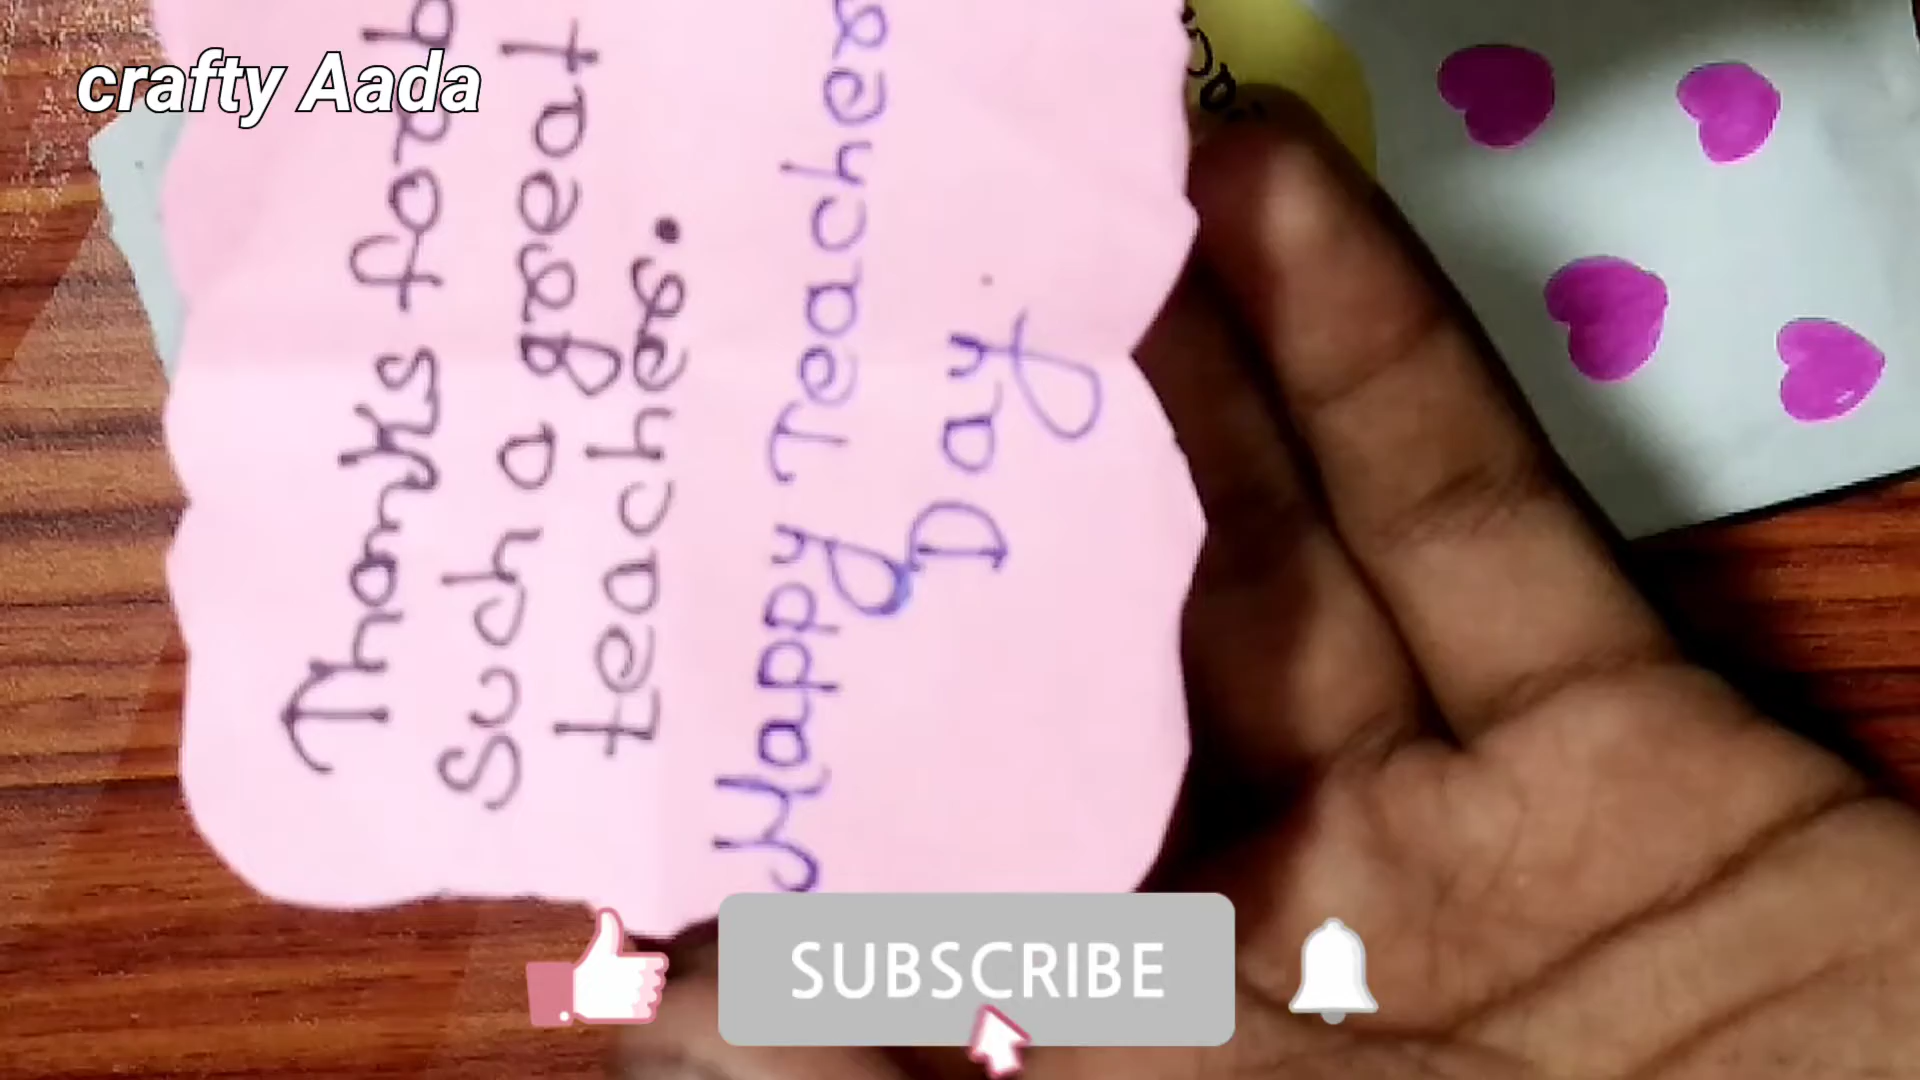 crafty Aada
Thanks for
such a great
teacher.
Happy Teacher
Day
SUBSCRIBE